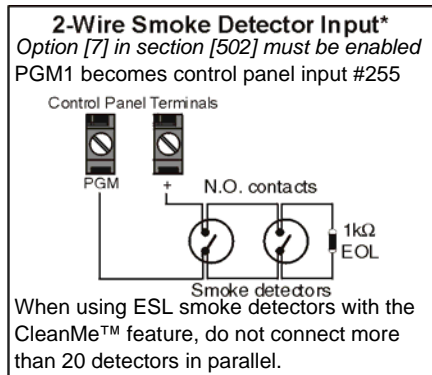 2-Wire Smoke Detector Input*
Option [7] in section [502] must be enabled
PGM1 becomes control panel input #255
Control Panel Terminals
PGM
+
N.O. contacts
1kΩ
EOL
Smoke detectors
When using ESL smoke detectors with the
CleanMe™ feature, do not connect more
than 20 detectors in parallel.